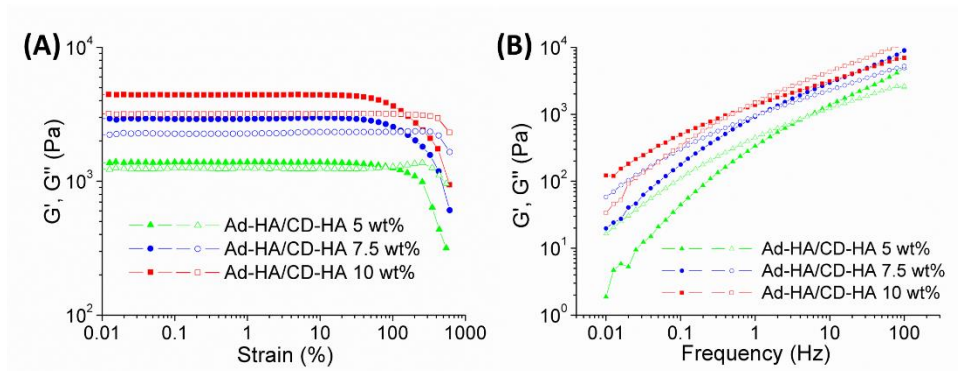 (A)
10⁴
10³
10²
G', G" (Pa)
Ad-HA/CD-HA 5 wt%
Ad-HA/CD-HA 7.5 wt%
Ad-HA/CD-HA 10 wt%
0.01 0.1 1 10 100 1000
Strain (%)
(B)
10⁴
10³
10²
10¹
10⁰
G', G" (Pa)
Ad-HA/CD-HA 5 wt%
Ad-HA/CD-HA 7.5 wt%
Ad-HA/CD-HA 10 wt%
0.01 0.1 1 10 100
Frequency (Hz)